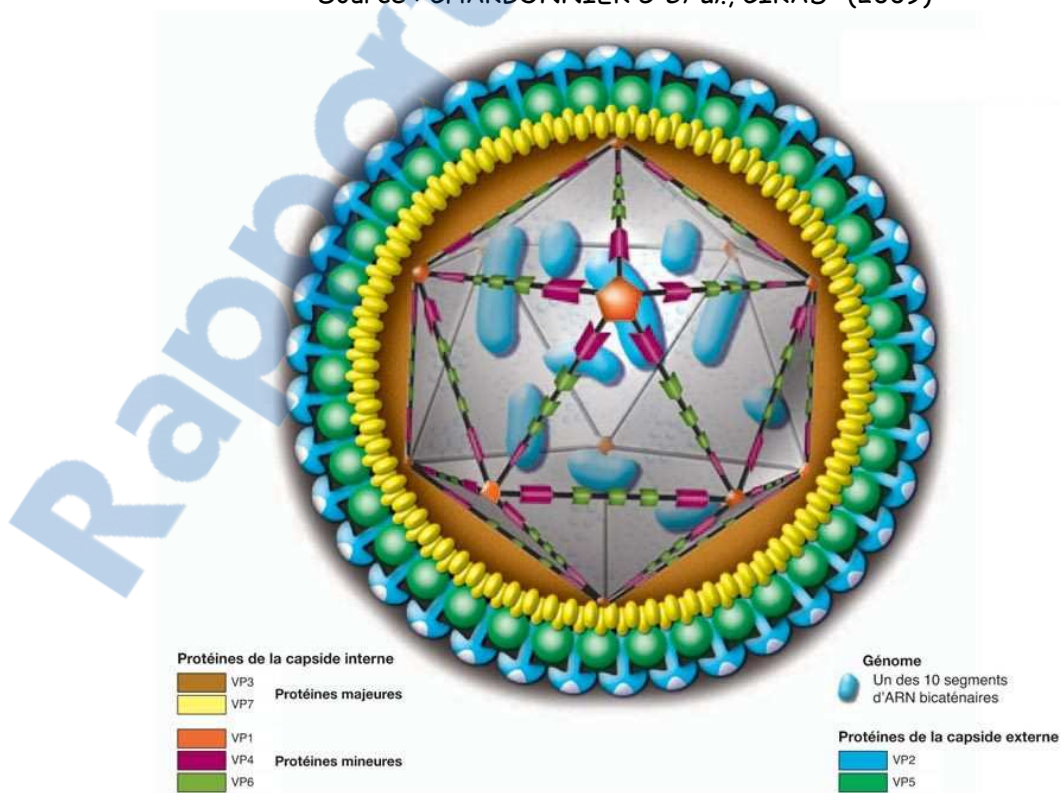 Rappor
Protéines de la capside interne
VP3
VP7
Protéines majeures
VP1
VP4
VP6
Protéines mineures
Génome
Un des 10 segments
d'ARN bicaténaires
Protéines de la capside externe
VP2
VP5